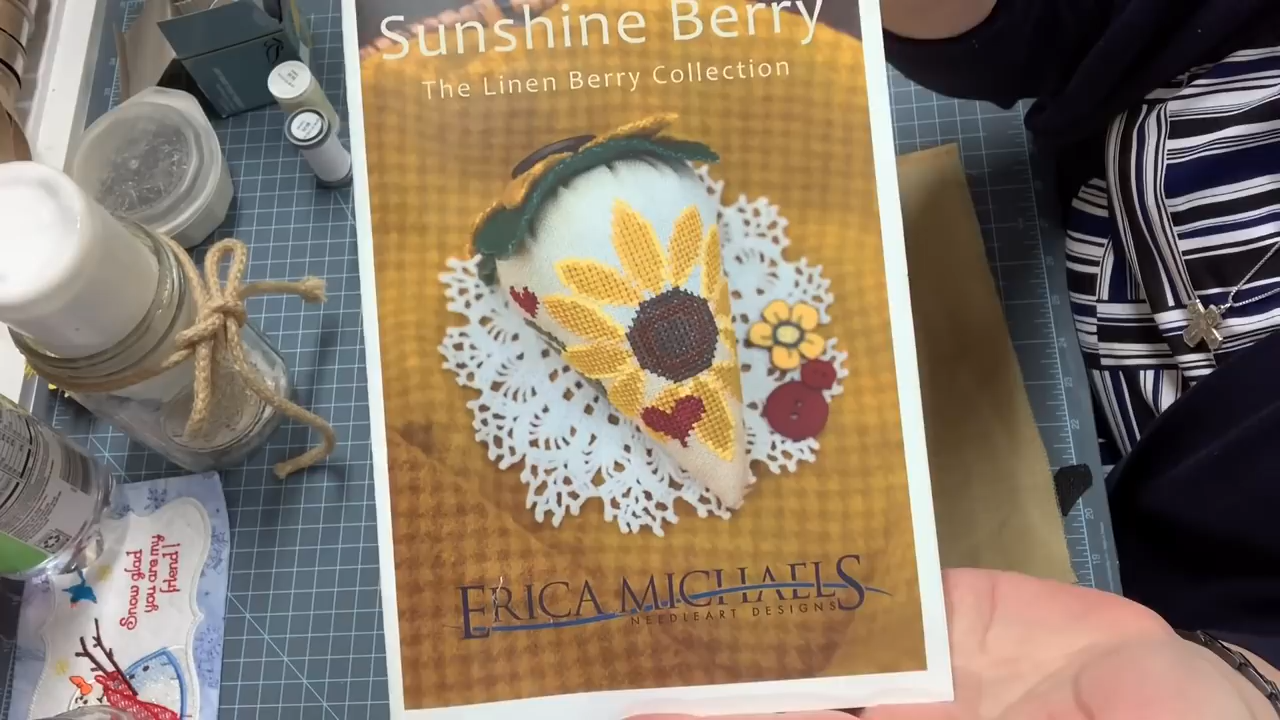 Sunshine Berry
The Linen Berry Collection
ERICA MICHAELS
NEEDLEART DESIGNS
Snow glad
you are my
friend!